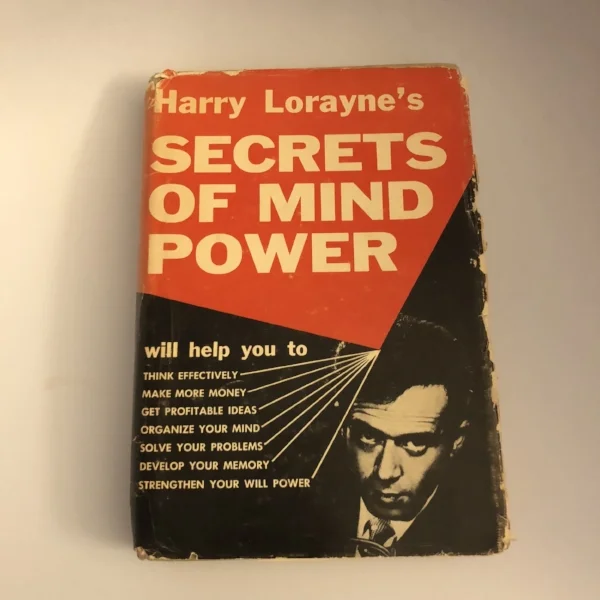 Harry Lorayne's
SECRETS
OF MIND
POWER
will help you to
THINK EFFECTIVELY
MAKE MORE MONEY
GET PROFITABLE IDEAS
ORGANIZE YOUR MIND
SOLVE YOUR PROBLEMS
DEVELOP YOUR MEMORY
STRENGTHEN YOUR WILL POWER